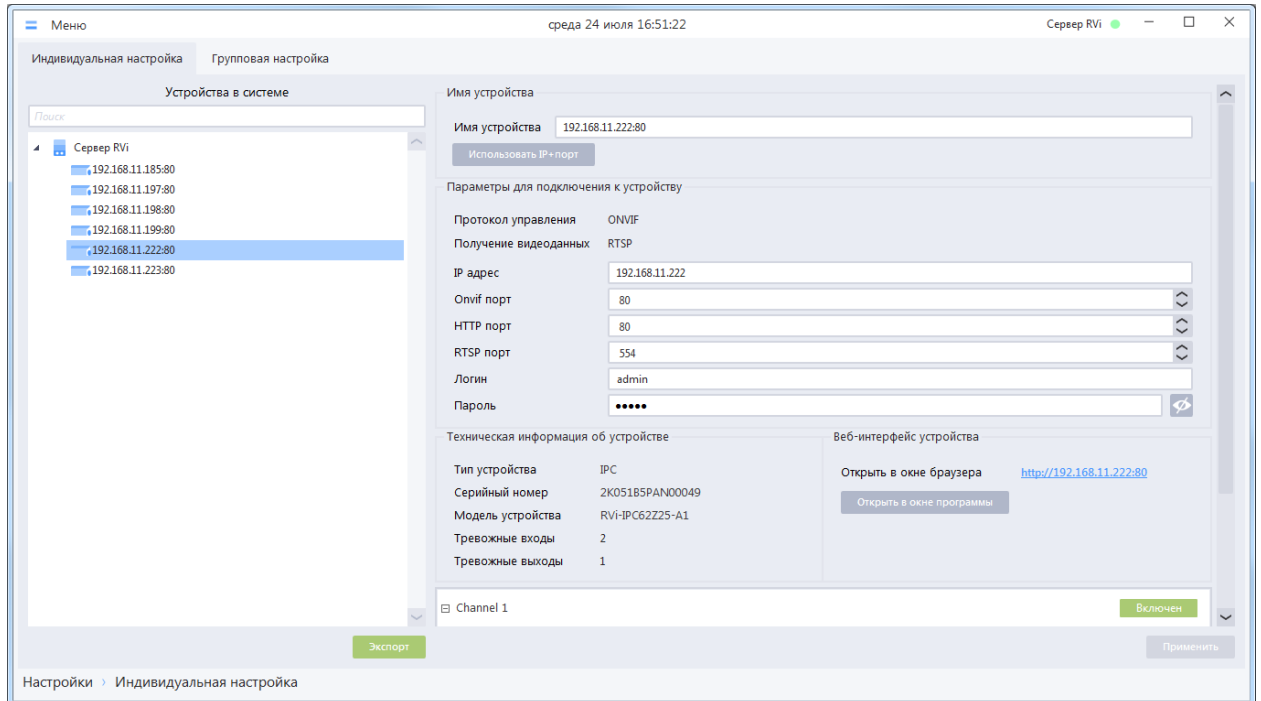 Меню
среда 24 июля 16:51:22
Сервер RVi
Индивидуальная настройка
Групповая настройка
Устройства в системе
Поиск
Сервер RVi
192.168.11.185:80
192.168.11.197:80
192.168.11.198:80
192.168.11.199:80
192.168.11.222:80
192.168.11.223:80
Экспорт
Имя устройства
Имя устройства 192.168.11.222:80
Использовать IP+порт
Параметры для подключения к устройству
Протокол управления ONVIF
Получение видеоданных RTSP
IP адрес 192.168.11.222
Onvif порт 80
HTTP порт 80
RTSP порт 554
Логин admin
Пароль •••••
Техническая информация об устройстве
Тип устройства IPC
Серийный номер 2K051B5PAN00049
Модель устройства RVi-IPC62Z25-A1
Тревожные входы 2
Тревожные выходы 1
Веб-интерфейс устройства
Открыть в окне браузера http://192.168.11.222:80
Открыть в окне программы
Channel 1 Включен
Применить
Настройки › Индивидуальная настройка